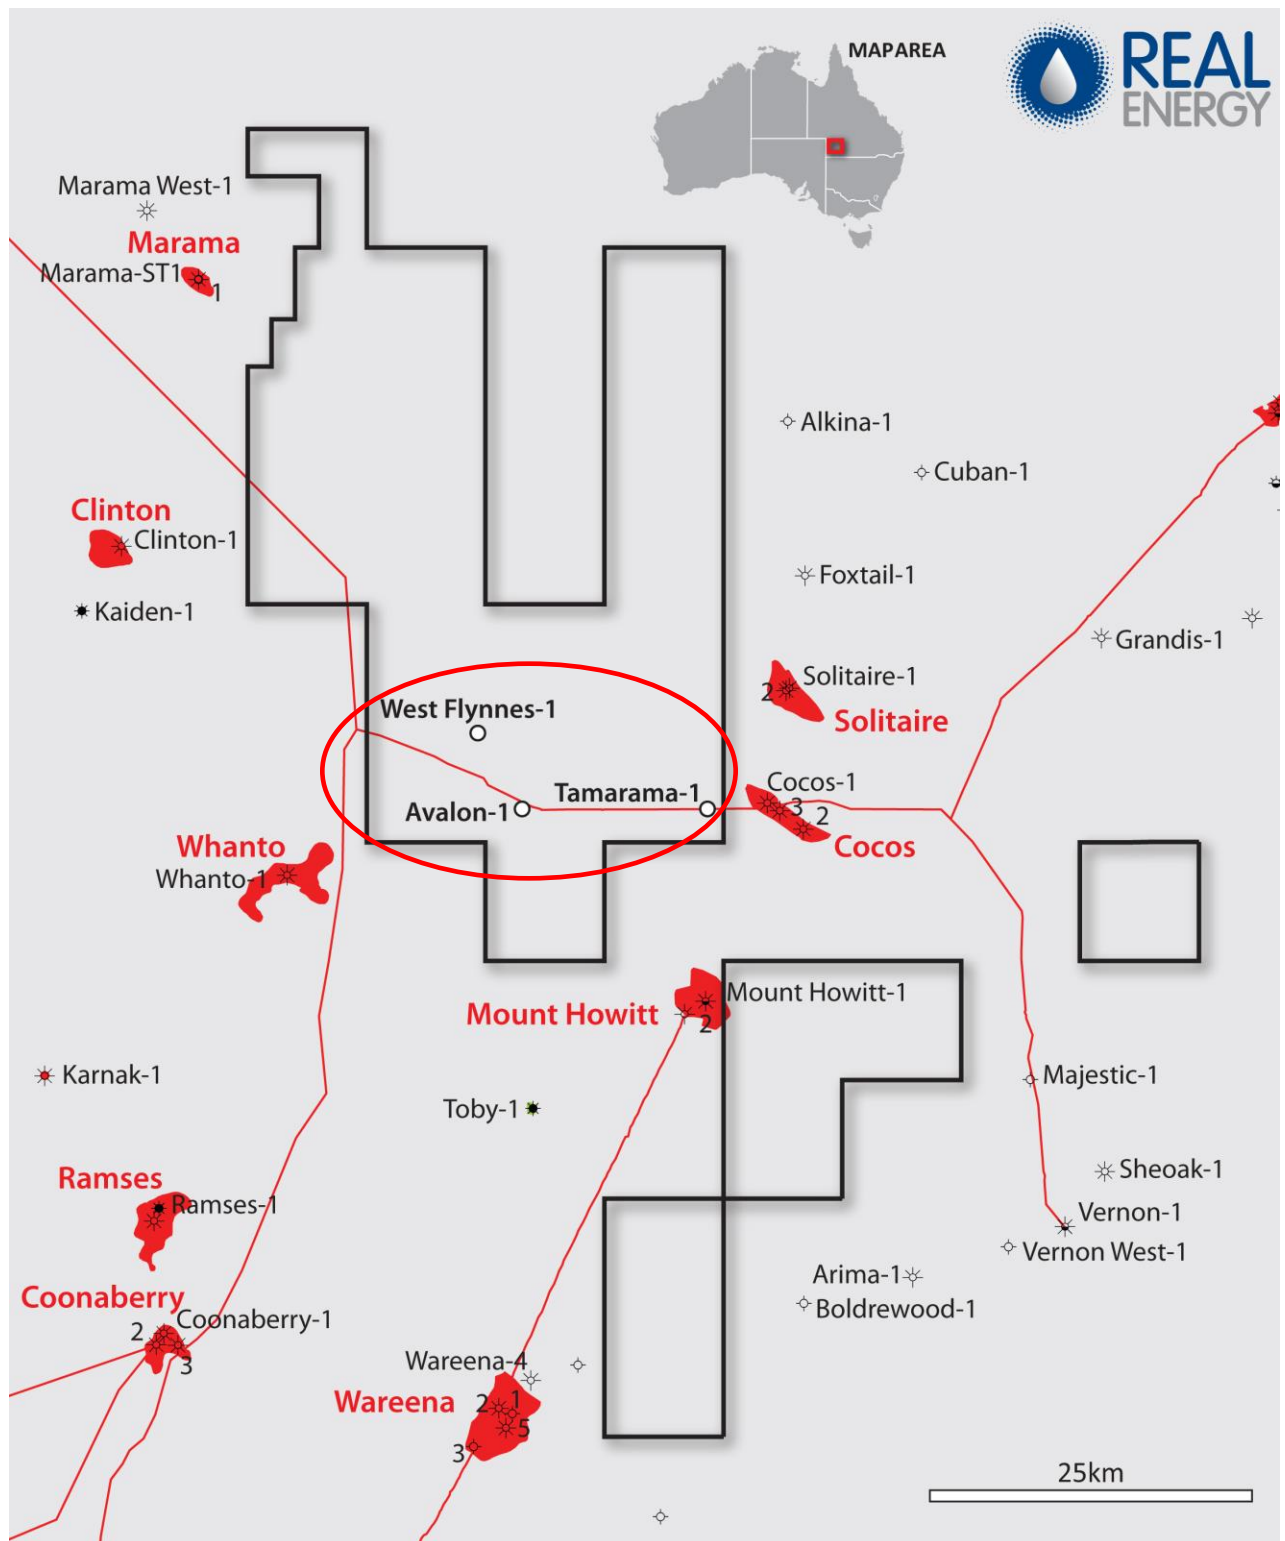 MAPAREA
REAL
ENERGY
Marama West-1
Marama
Marama-ST1
1
Alkina-1
Cuban-1
Clinton
Clinton-1
Foxtail-1
Kaiden-1
Grandis-1
Solitaire-1
2
Solitaire
West Flynnes-1
Cocos-1
Tamarama-1
3
Avalon-1
2
Cocos
Whanto
Whanto-1
Mount Howitt-1
Mount Howitt
2
Karnak-1
Majestic-1
Toby-1
Sheoak-1
Ramses
Ramses-1
Vernon-1
Vernon West-1
Arima-1
Coonaberry
Boldrewood-1
Coonaberry-1
2
3
Wareena-4
Wareena
2
1
5
3
25km